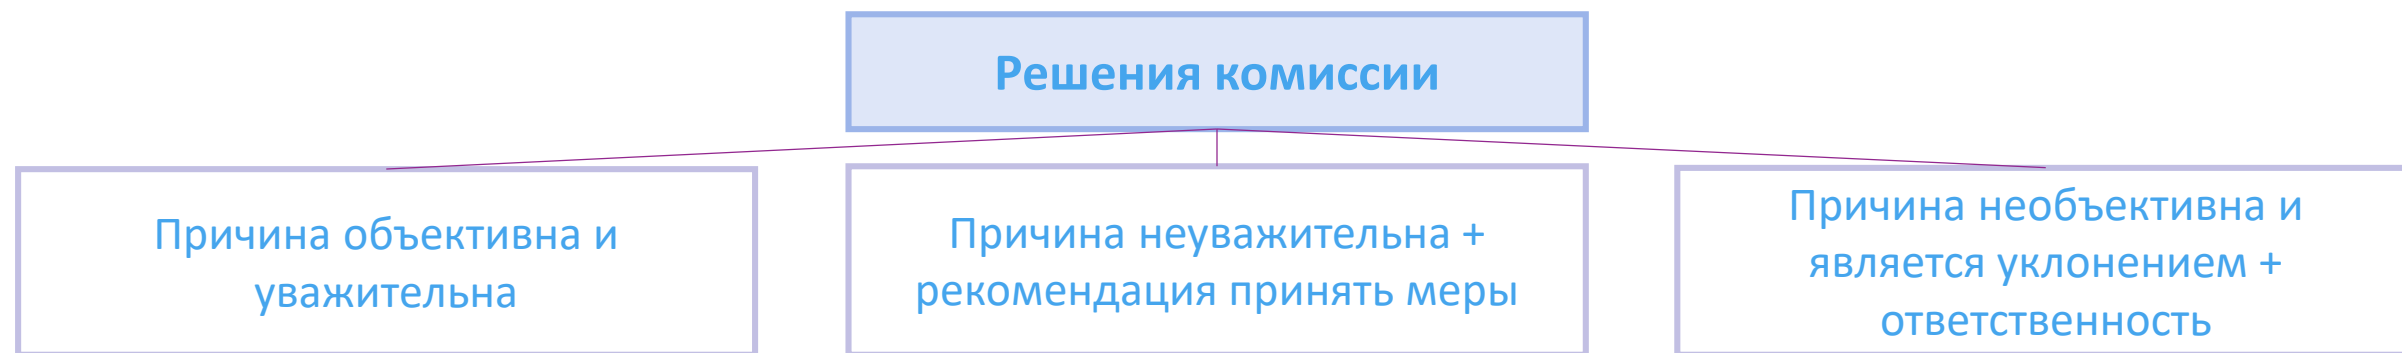 Решения комиссии
Причина объективна и
уважительна
Причина неуважительна +
рекомендация принять меры
Причина необъективна и
является уклонением +
ответственность